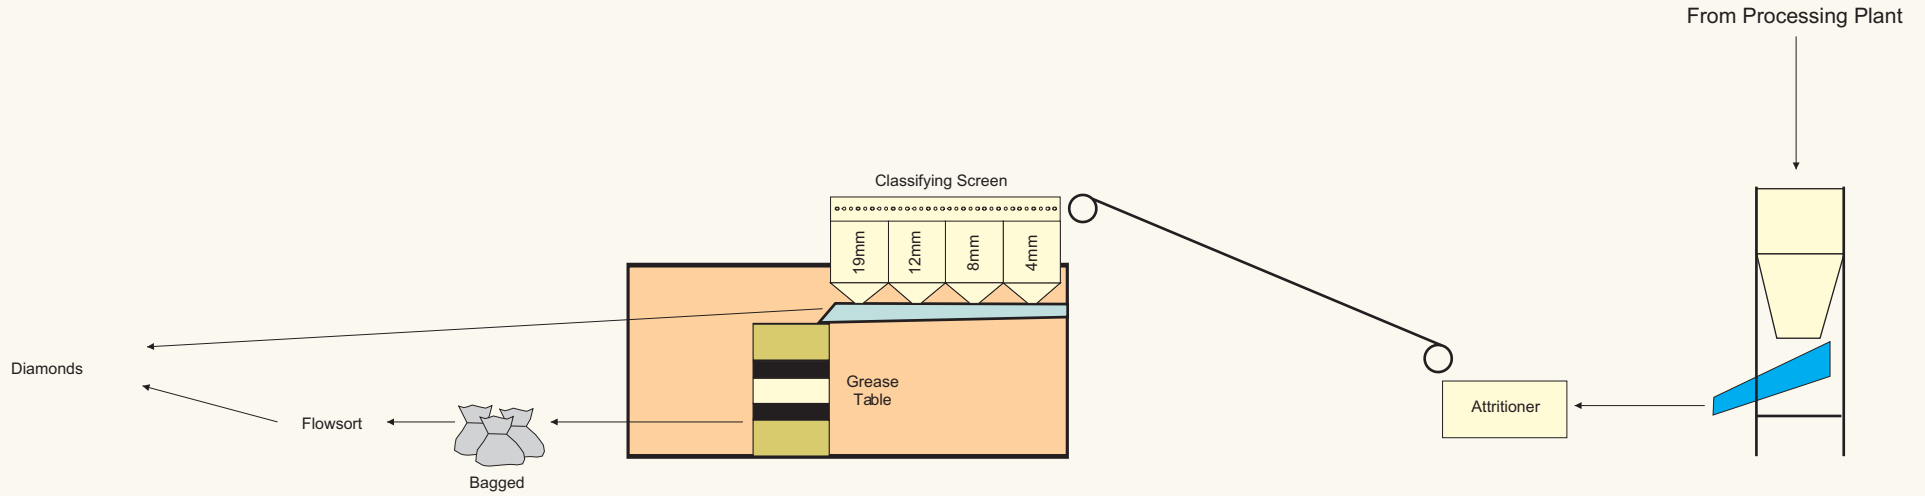 From Processing Plant
Classifying Screen
19mm
12mm
8mm
4mm
Grease
Table
Diamonds
Flowsort
Bagged
Attritioner